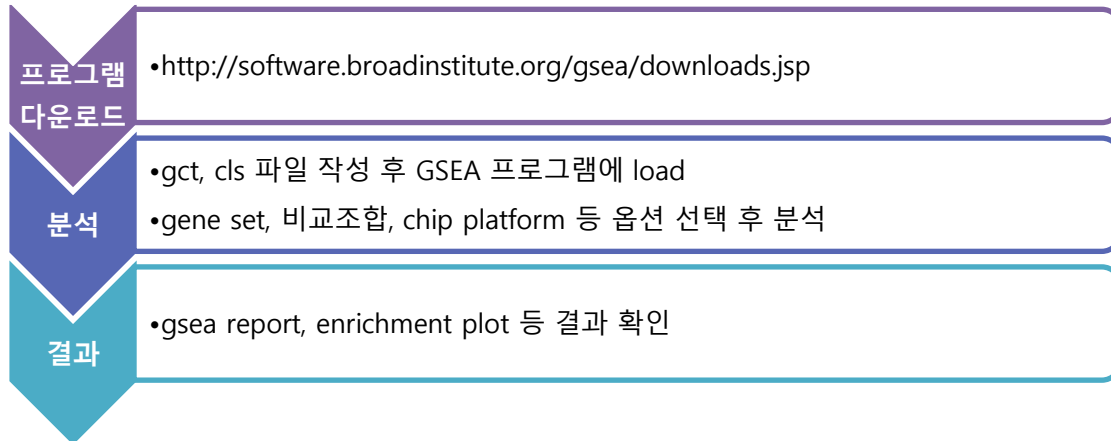 프로그램
다운로드
•http://software.broadinstitute.org/gsea/downloads.jsp
분석
•gct, cls 파일 작성 후 GSEA 프로그램에 load
•gene set, 비교조합, chip platform 등 옵션 선택 후 분석
결과
•gsea report, enrichment plot 등 결과 확인